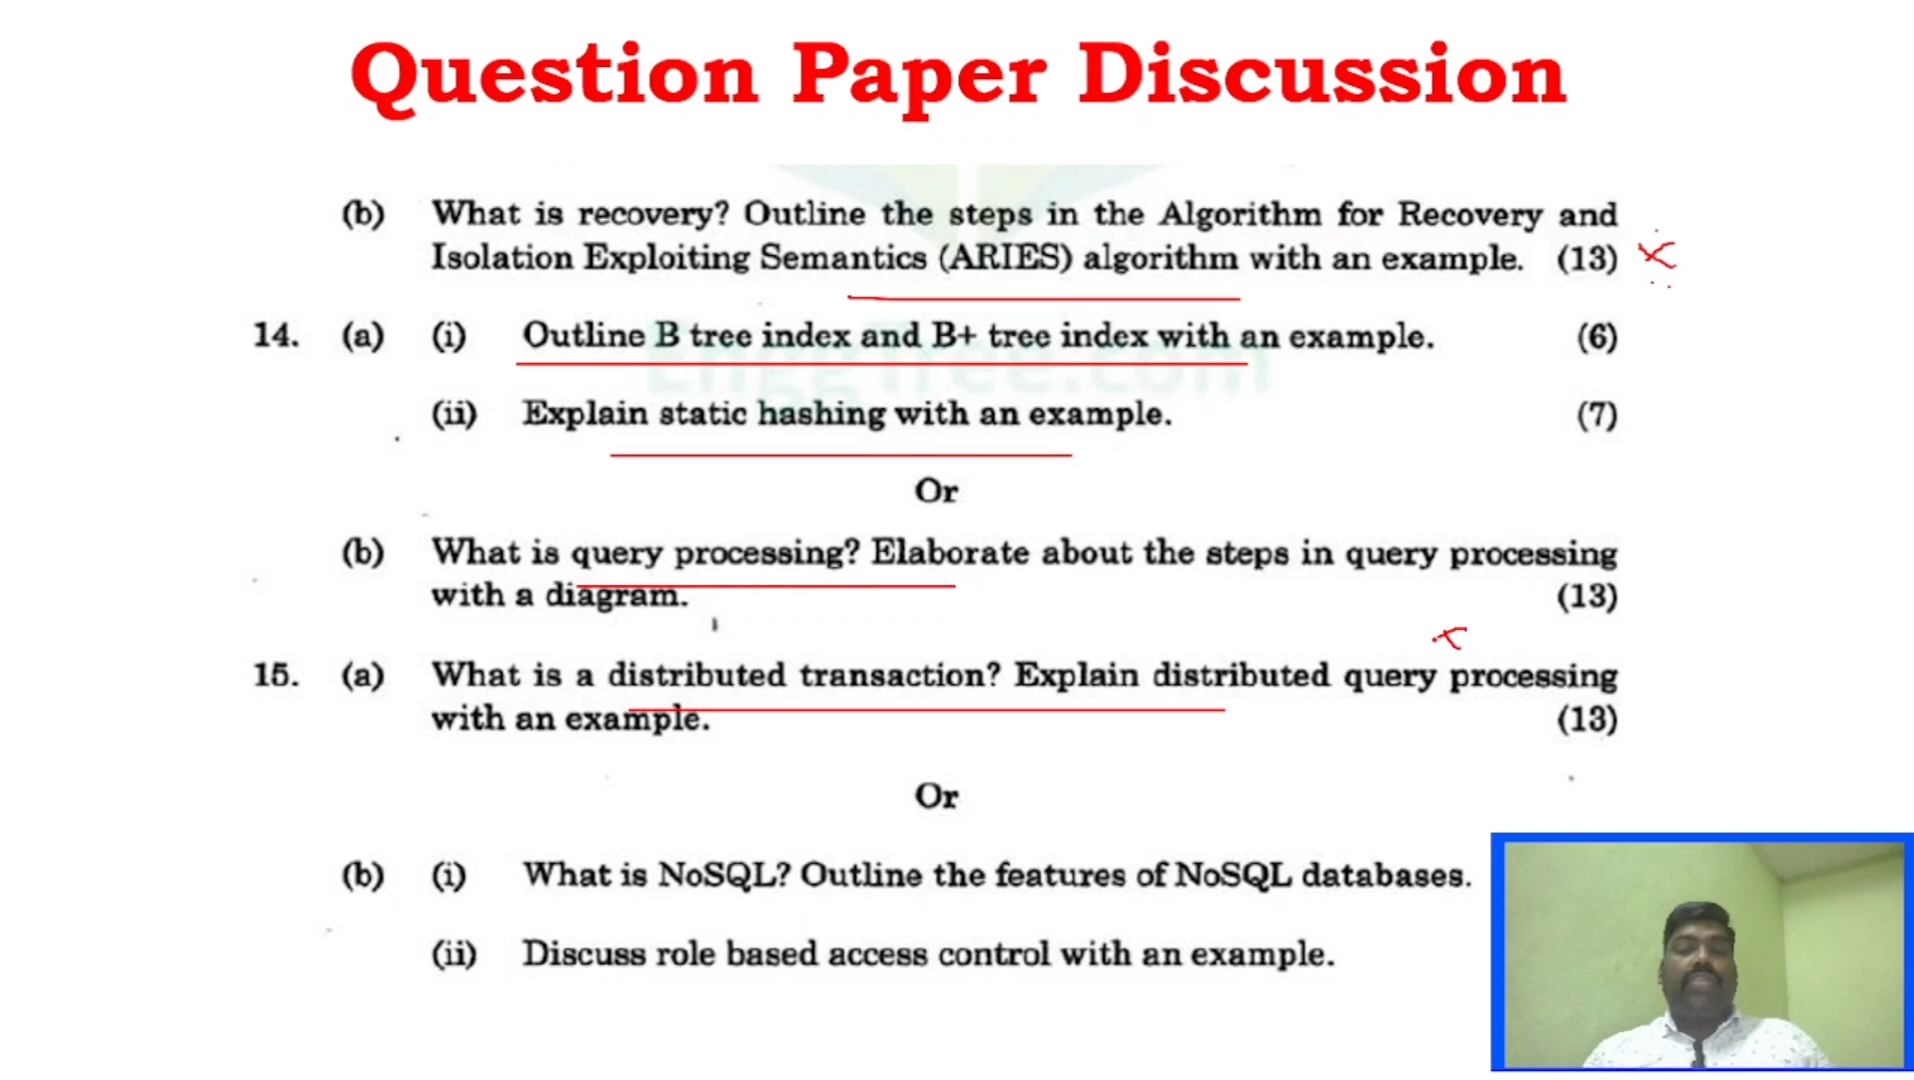 Question Paper Discussion
(b) What is recovery? Outline the steps in the Algorithm for Recovery and
Isolation Exploiting Semantics (ARIES) algorithm with an example. (13)
14. (a) (i) Outline B tree index and B+ tree index with an example. (6)
EnggTree.com
(ii) Explain static hashing with an example. (7)
Or
(b) What is query processing? Elaborate about the steps in query processing
with a diagram. (13)
15. (a) What is a distributed transaction? Explain distributed query processing
with an example. (13)
Or
(b) (i) What is NoSQL? Outline the features of NoSQL databases.
(ii) Discuss role based access control with an example.